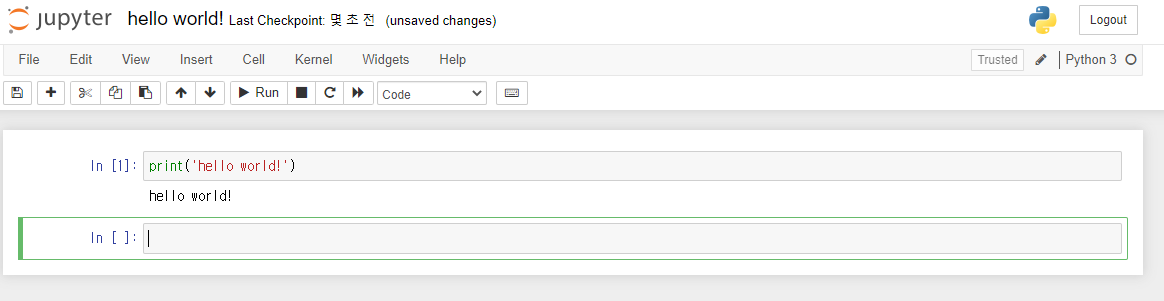 jupyter hello world! Last Checkpoint: 몇 초 전 (unsaved changes) Logout
File Edit View Insert Cell Kernel Widgets Help Trusted Python 3
Run Code
In [1]: print('hello world!')
hello world!
In [ ]: